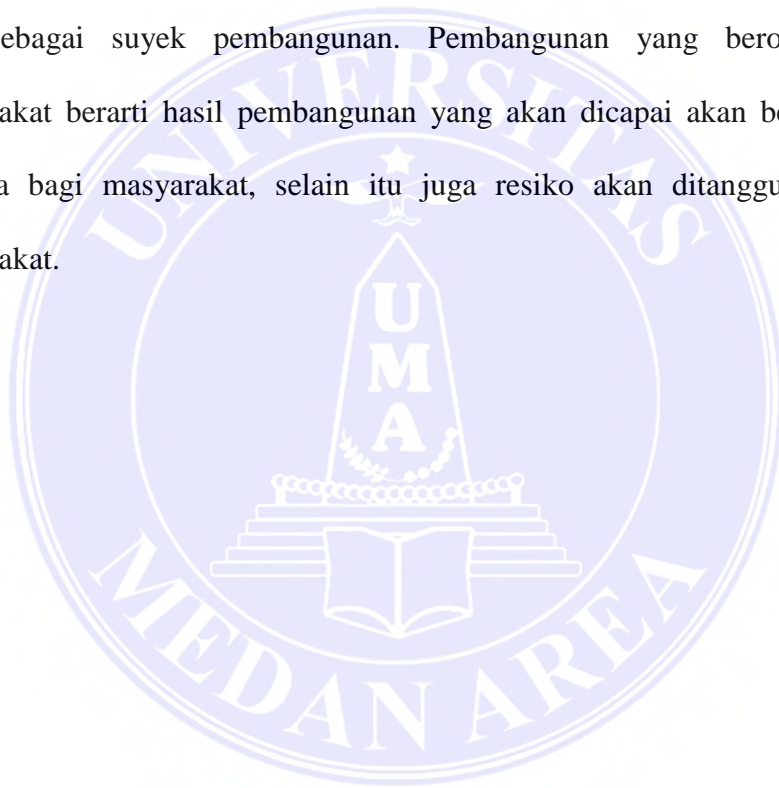 ebagai suyek pembangunan. Pembangunan yang bero
akat berarti hasil pembangunan yang akan dicapai akan be
a bagi masyarakat, selain itu juga resiko akan ditanggu
akat.
UNIVERSITAS
UMA
MEDAN AREA